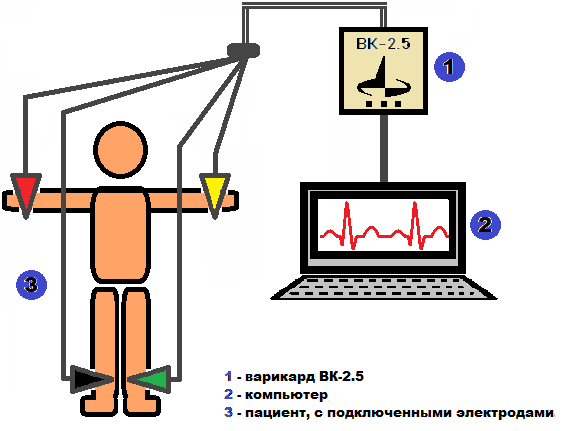 ВК-2.5
1
2
3
1 - варикард ВК-2.5
2 - компьютер
3 - пациент, с подключенными электродами